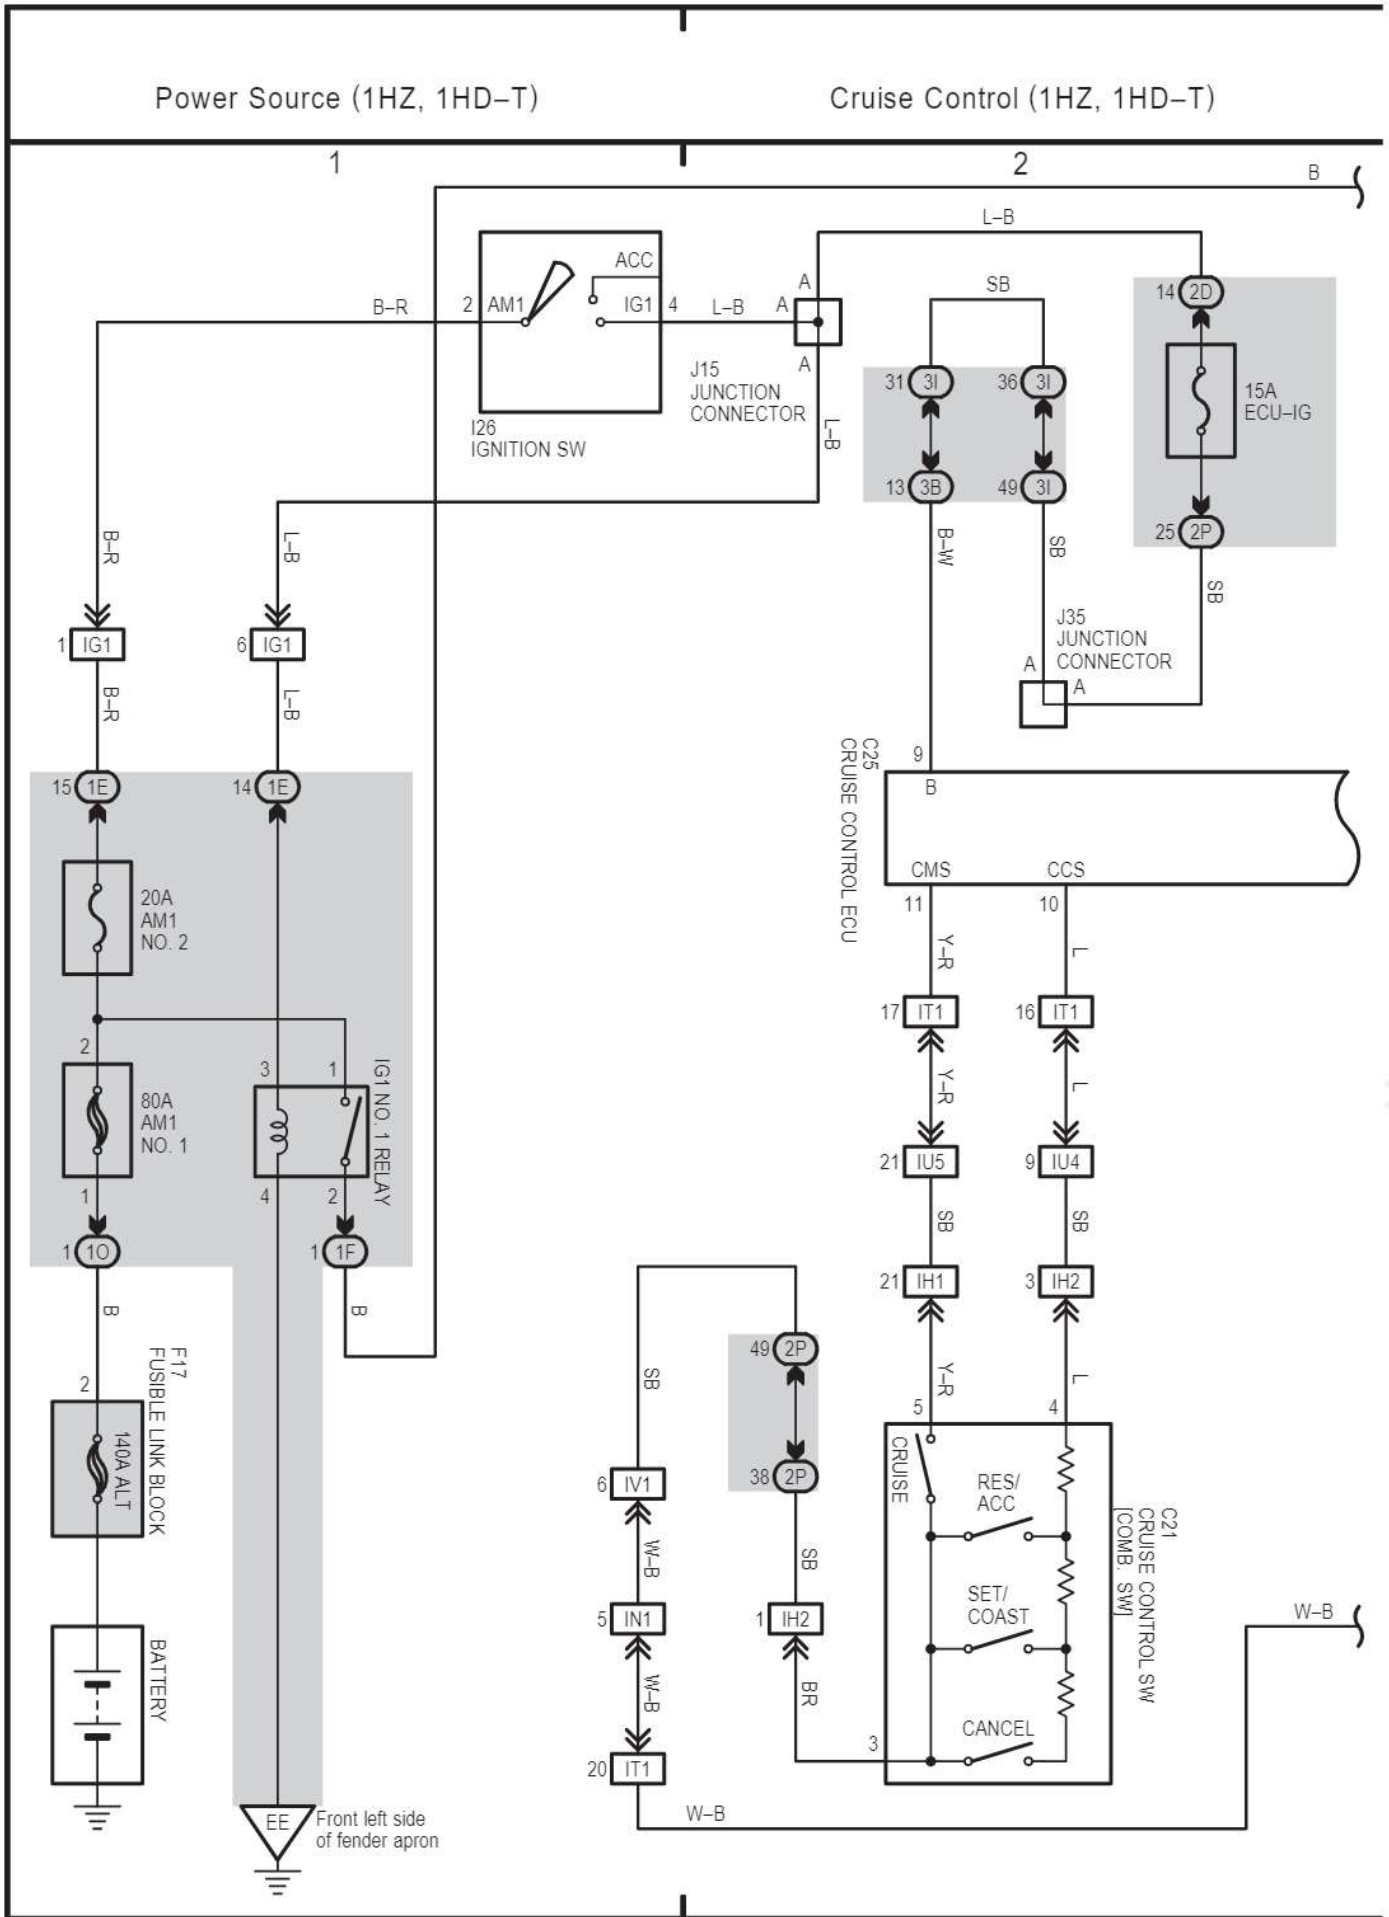 Power Source (1HZ, 1HD–T)
Cruise Control (1HZ, 1HD–T)
1
2
B
L–B
ACC
B–R
2
AM1
IG1
4
L–B
A
A
A
J15
JUNCTION
CONNECTOR
I26
IGNITION SW
L–B
SB
31
3I
36
3I
13
3B
49
3I
14
2D
15A
ECU–IG
25
2P
B–R
L–B
B–W
SB
SB
1
IG1
6
IG1
J35
JUNCTION
CONNECTOR
A
A
B–R
L–B
C25
CRUISE CONTROL ECU
9
B
15
1E
14
1E
CMS
CCS
11
10
20A
AM1
NO. 2
Y–R
L
17
IT1
16
IT1
2
3
1
IG1 NO. 1 RELAY
80A
AM1
NO. 1
Y–R
L
21
IU5
9
IU4
1
4
2
SB
SB
1
1O
1
1F
21
IH1
3
IH2
B
B
F17
FUSIBLE LINK BLOCK
49
2P
SB
Y–R
L
2
5
4
140A ALT
CRUISE
6
IV1
38
2P
RES/
ACC
C21
CRUISE CONTROL SW
[COMB. SW]
W–B
SB
SET/
COAST
5
IN1
1
IH2
W–B
BATTERY
W–B
BR
CANCEL
3
20
IT1
W–B
EE
Front left side
of fender apron